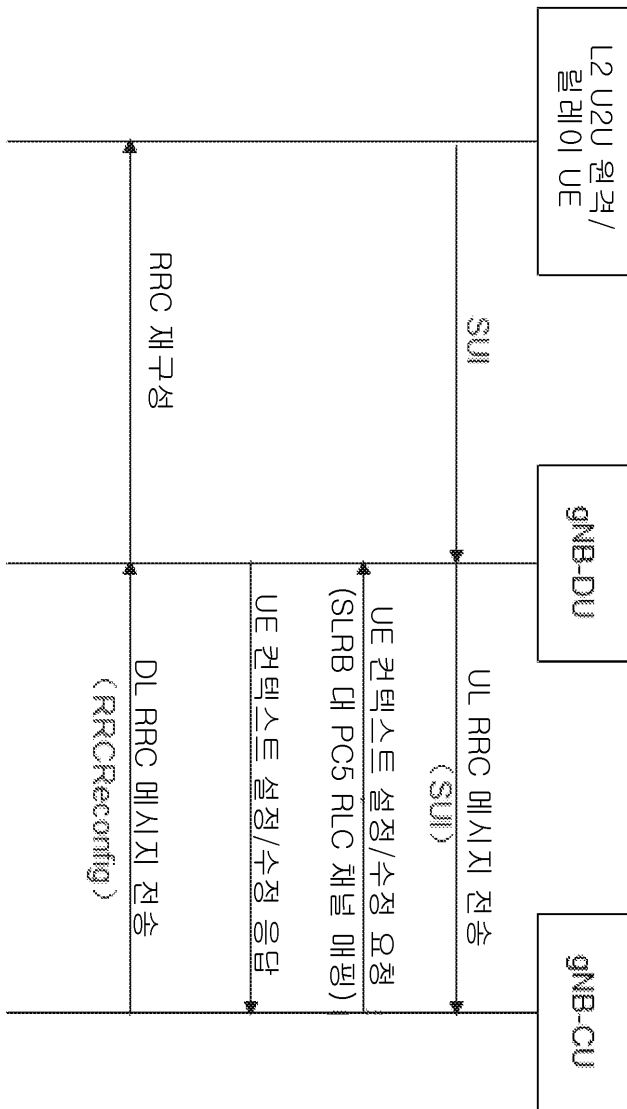 L2 U2U 원격/
릴레이 UE
gNB-DU
gNB-CU
SUI
UL RRC 메시지 전송
(SUI)
UE 컨텍스트 설정/수정 요청
(SLRB 대 PC5 RLC 채널 매핑)
UE 컨텍스트 설정/수정 응답
DL RRC 메시지 전송
(RRCReconfig)
RRC 재구성